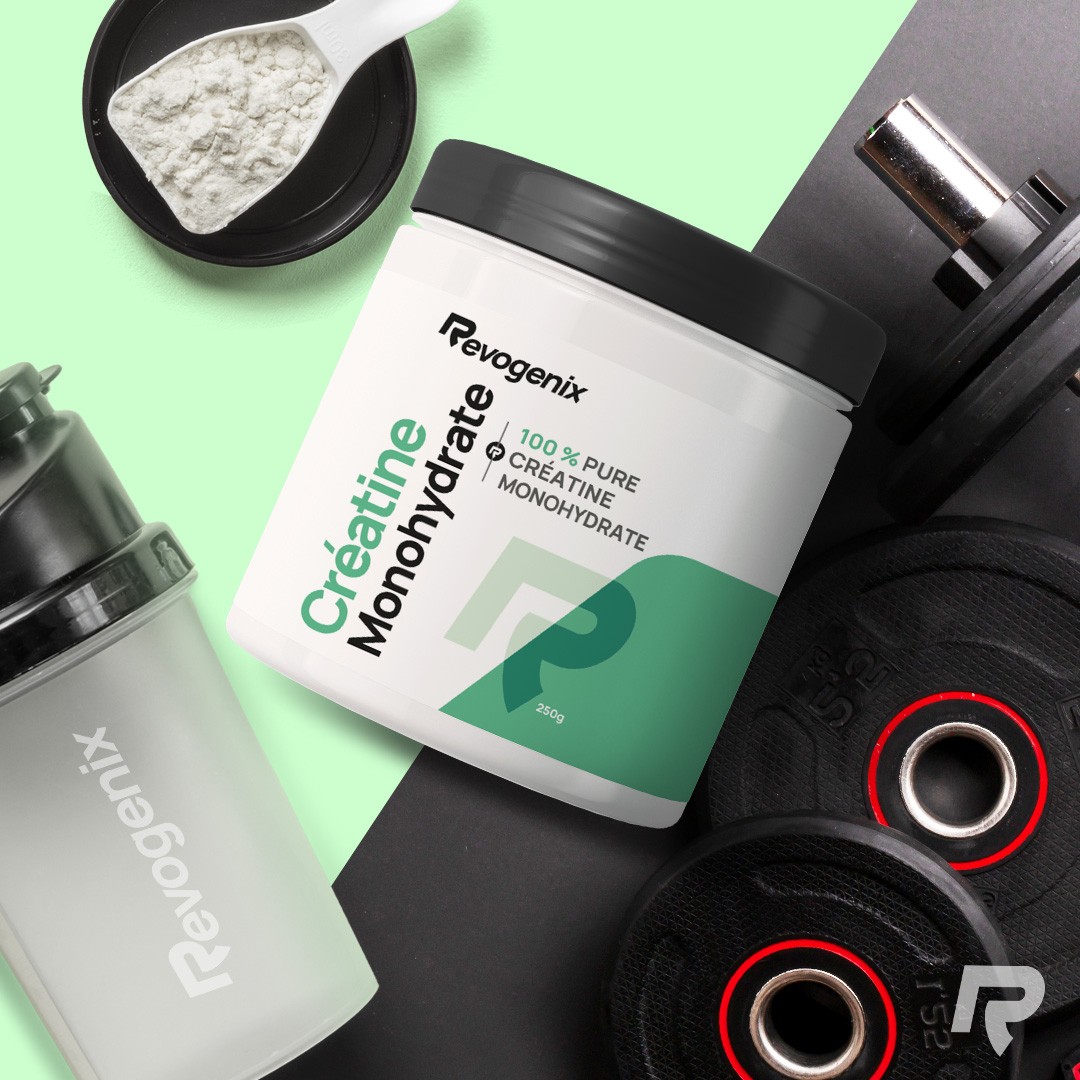 Revogenix
Créatine
Monohydrate
100 % PURE
CRÉATINE
MONOHYDRATE
250g
Revogenix